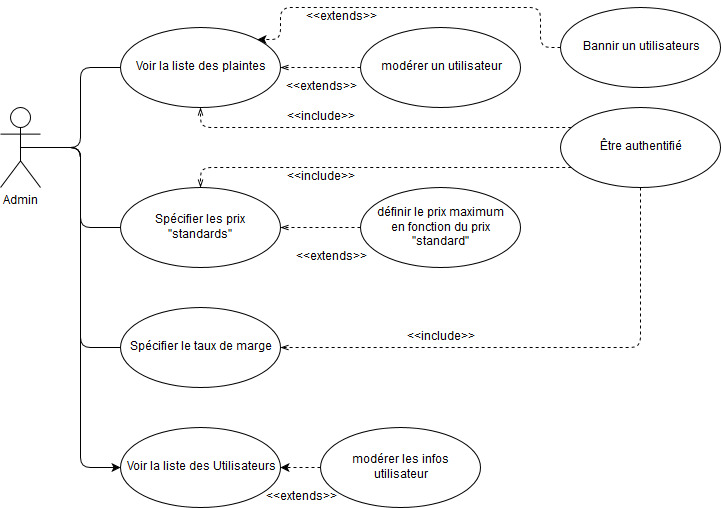 <<extends>>
Bannir un utilisateurs
Voir la liste des plaintes
modérer un utilisateur
<<extends>>
<<include>>
Être authentifié
Admin
<<include>>
Spécifier les prix
"standards"
définir le prix maximum
en fonction du prix
"standard"
<<extends>>
<<include>>
Spécifier le taux de marge
Voir la liste des Utilisateurs
modérer les infos
utilisateur
<<extends>>